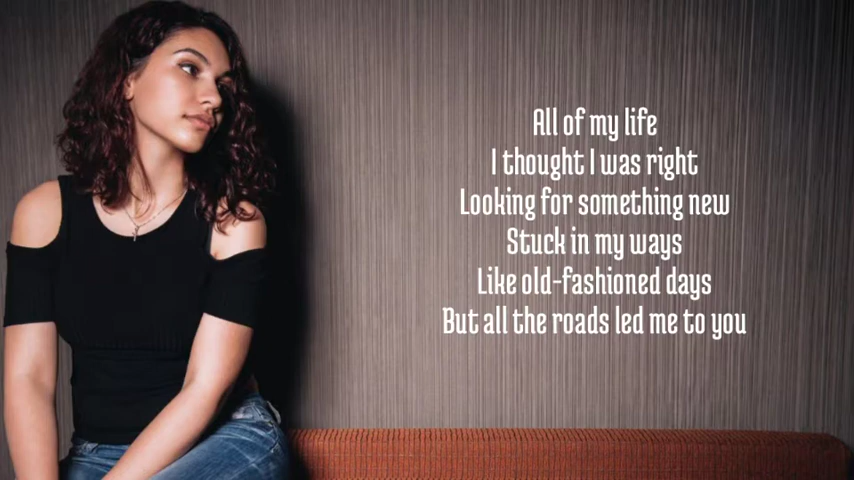 All of my life
I thought I was right
Looking for something new
Stuck in my ways
Like old-fashioned days
But all the roads led me to you